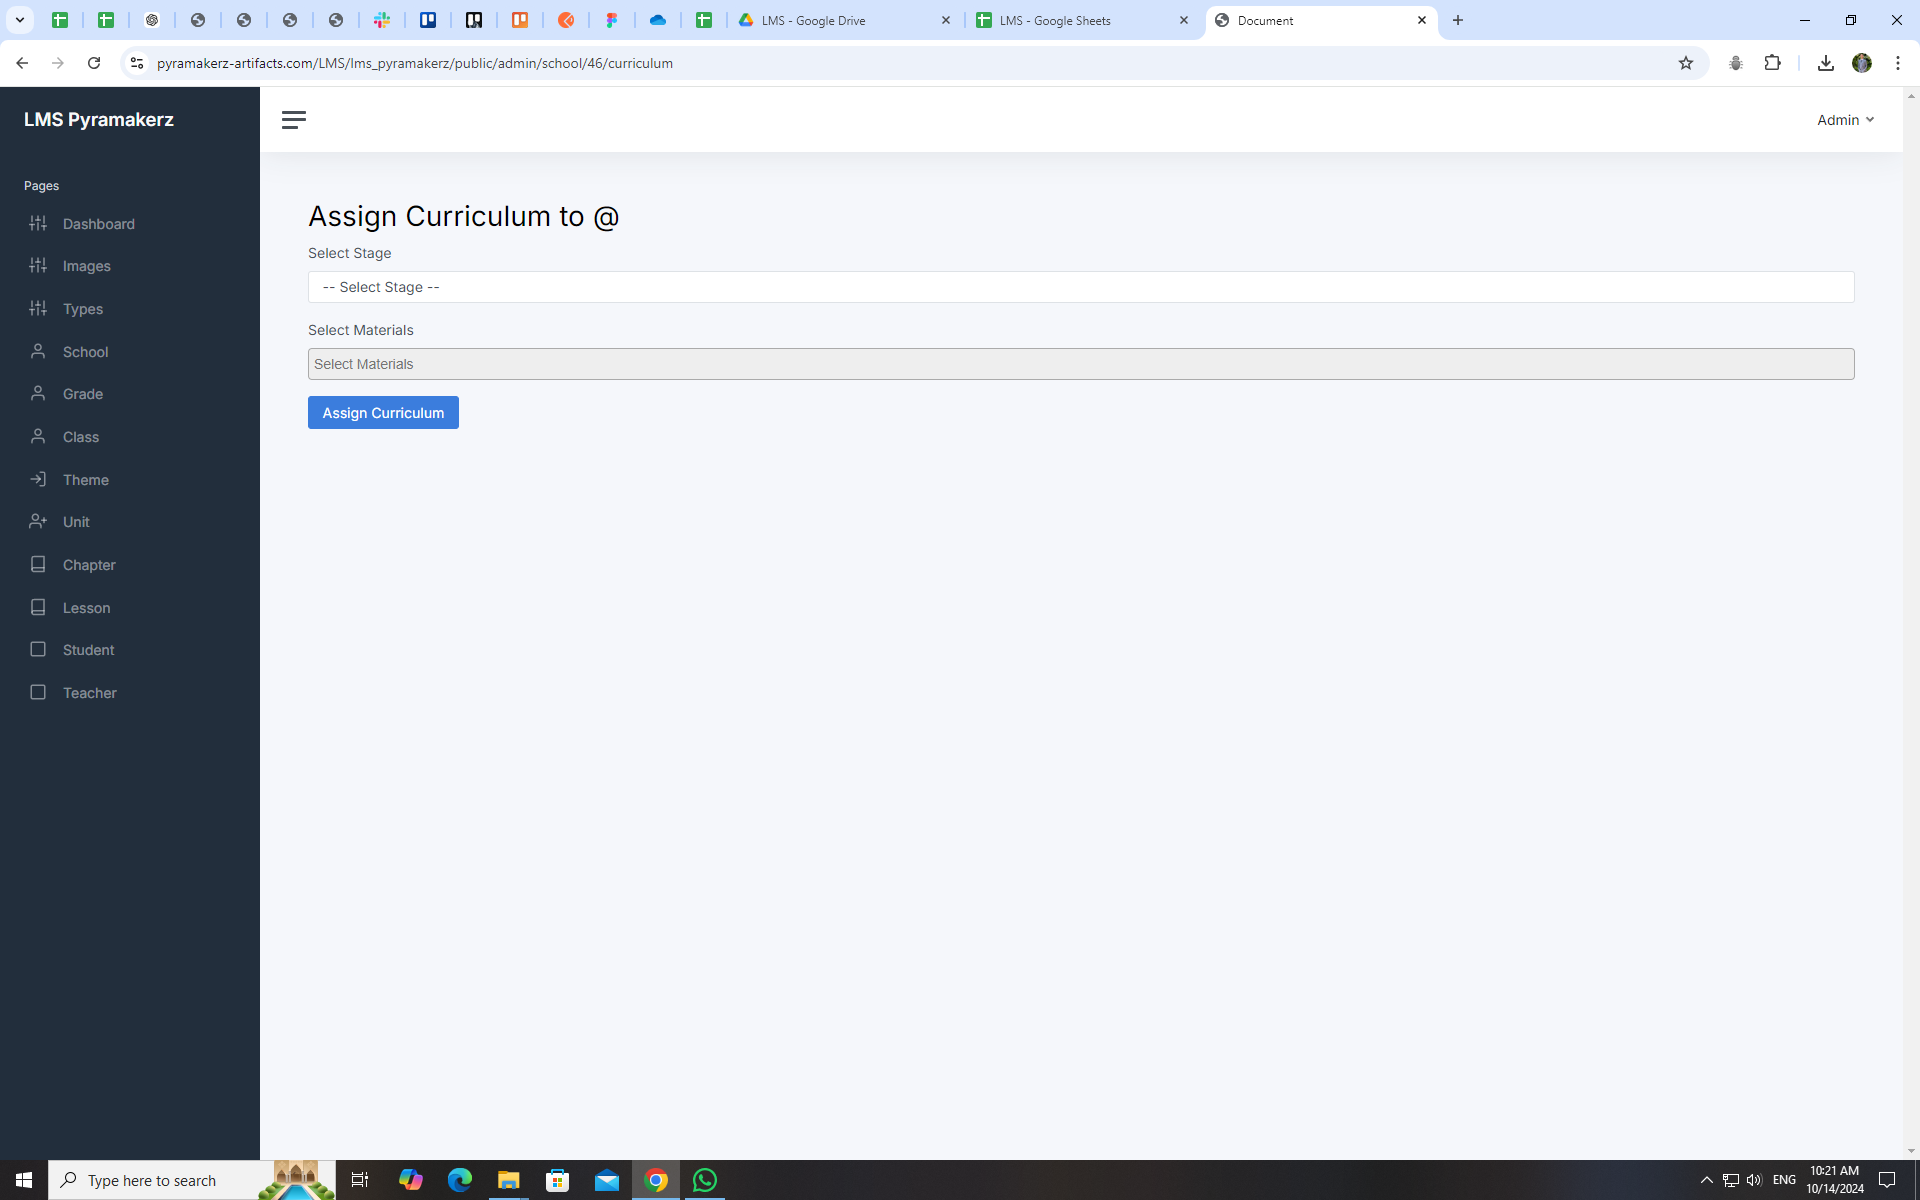 LMS - Google Drive
LMS - Google Sheets
Document
pyramakerz-artifacts.com/LMS/lms_pyramakerz/public/admin/school/46/curriculum
LMS Pyramakerz
Admin
Pages
Dashboard
Images
Types
School
Grade
Class
Theme
Unit
Chapter
Lesson
Student
Teacher
Assign Curriculum to @
Select Stage
-- Select Stage --
Select Materials
Select Materials
Assign Curriculum
Type here to search
ENG
10:21 AM
10/14/2024